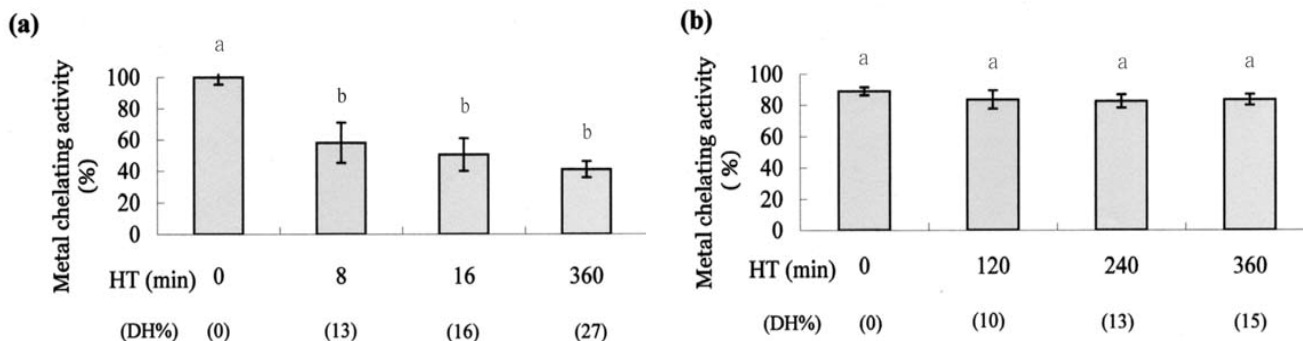 (a)
Metal chelating activity
(%)
100
80
60
40
20
0
a
b
b
b
HT (min) 0 8 16 360
(DH%) (0) (13) (16) (27)
(b)
Metal chelating activity
( %)
100
80
60
40
20
0
a
a
a
a
HT (min) 0 120 240 360
(DH%) (0) (10) (13) (15)